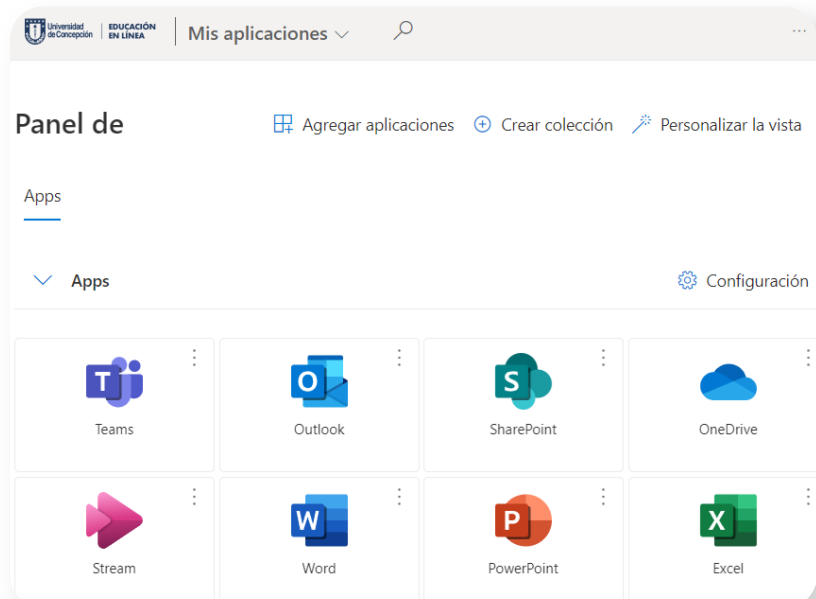 Universidad
de Concepción
EDUCACIÓN
EN LÍNEA
Mis aplicaciones
Panel de
Agregar aplicaciones
Crear colección
Personalizar la vista
Apps
Apps
Configuración
T
O
S
Teams
Outlook
SharePoint
OneDrive
W
P
X
Stream
Word
PowerPoint
Excel